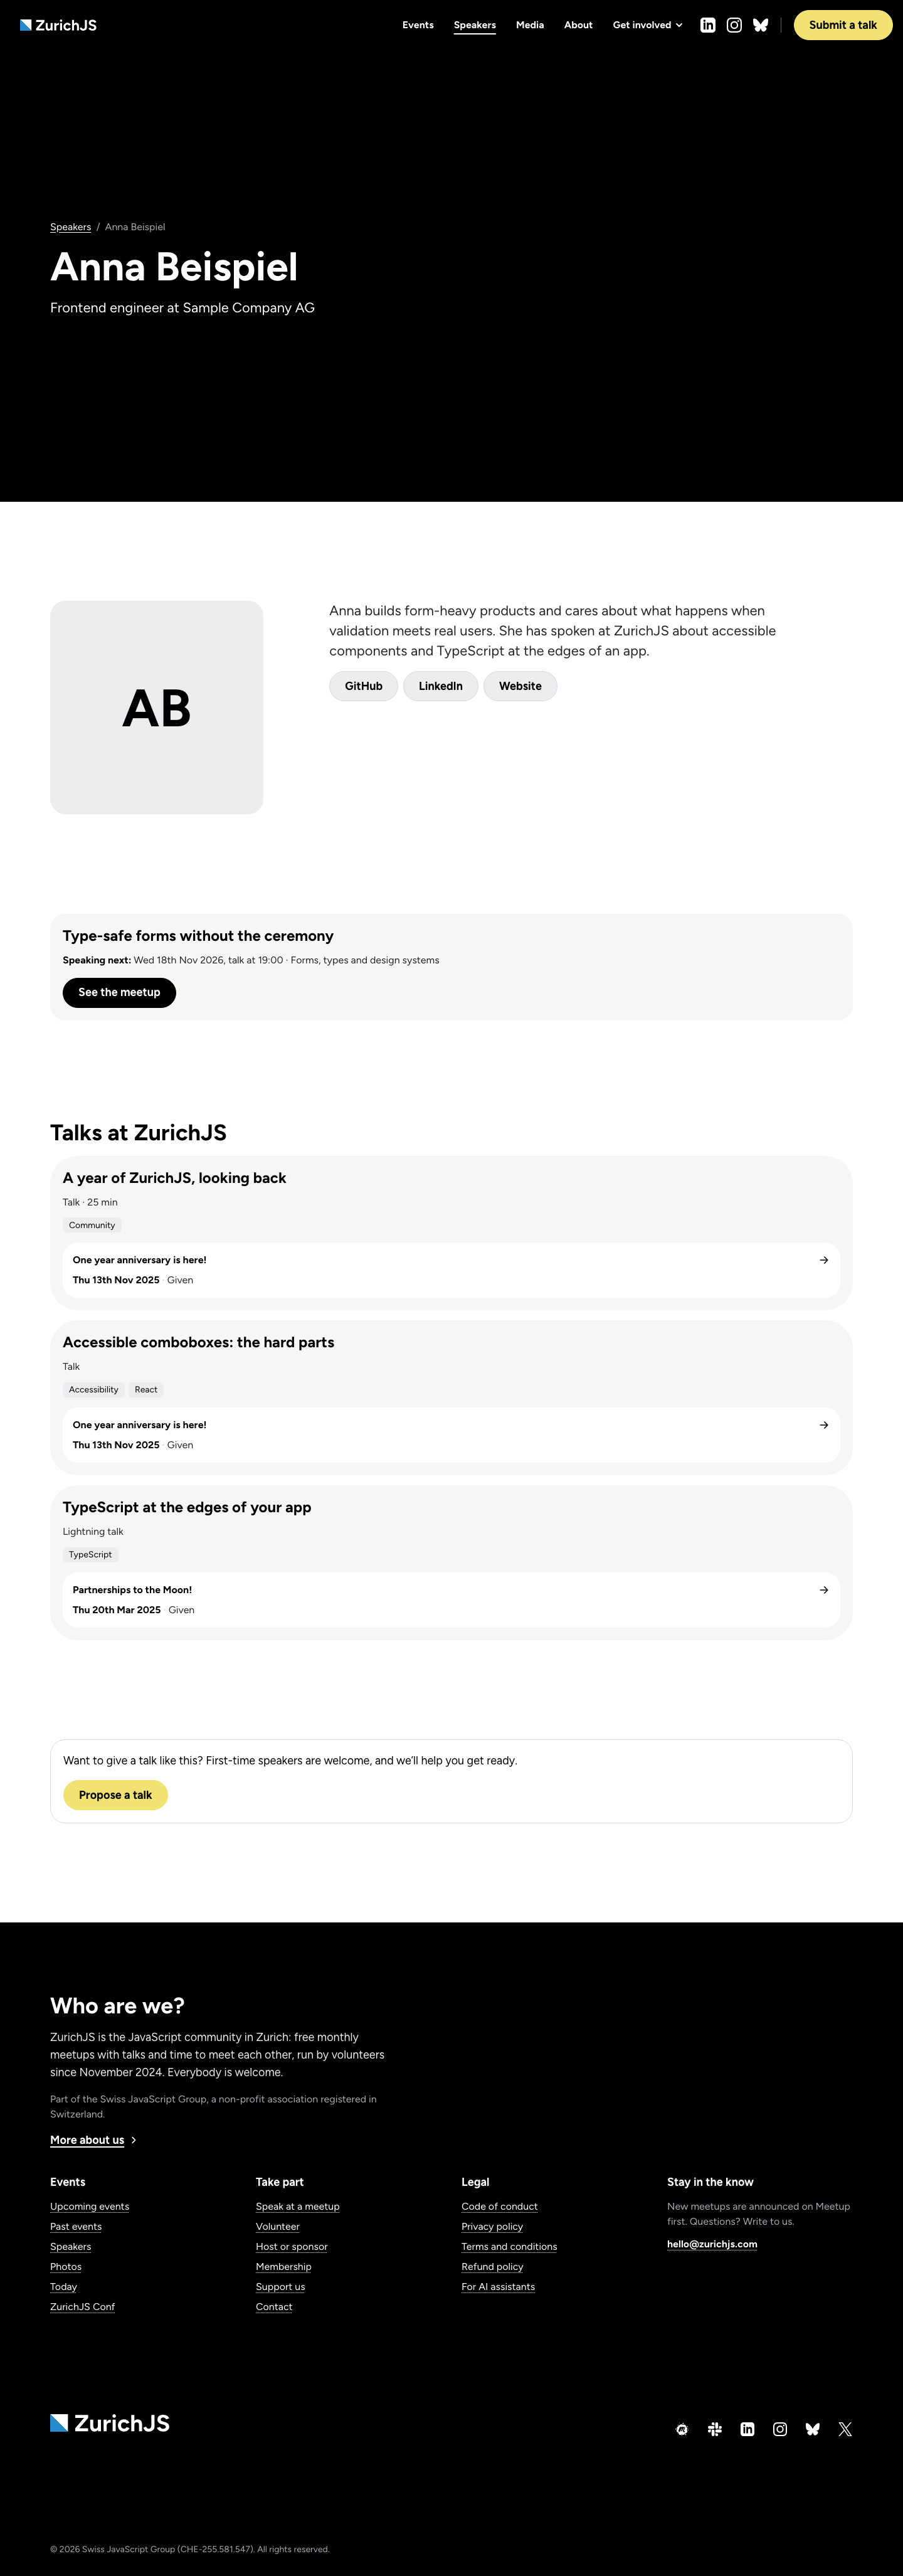 ZurichJS
Events
Speakers
Media
About
Get involved
Submit a talk
Speakers / Anna Beispiel
Anna Beispiel
Frontend engineer at Sample Company AG
AB
Anna builds form-heavy products and cares about what happens when
validation meets real users. She has spoken at ZurichJS about accessible
components and TypeScript at the edges of an app.
GitHub
LinkedIn
Website
Type-safe forms without the ceremony
Speaking next: Wed 18th Nov 2026, talk at 19:00 · Forms, types and design systems
See the meetup
Talks at ZurichJS
A year of ZurichJS, looking back
Talk · 25 min
Community
One year anniversary is here!
Thu 13th Nov 2025 · Given
Accessible comboboxes: the hard parts
Talk
Accessibility
React
One year anniversary is here!
Thu 13th Nov 2025 · Given
TypeScript at the edges of your app
Lightning talk
TypeScript
Partnerships to the Moon!
Thu 20th Mar 2025 · Given
Want to give a talk like this? First-time speakers are welcome, and we'll help you get ready.
Propose a talk
Who are we?
ZurichJS is the JavaScript community in Zurich: free monthly
meetups with talks and time to meet each other, run by volunteers
since November 2024. Everybody is welcome.
Part of the Swiss JavaScript Group, a non-profit association registered in
Switzerland.
More about us
Events
Upcoming events
Past events
Speakers
Photos
Today
ZurichJS Conf
Take part
Speak at a meetup
Volunteer
Host or sponsor
Membership
Support us
Contact
Legal
Code of conduct
Privacy policy
Terms and conditions
Refund policy
For AI assistants
Stay in the know
New meetups are announced on Meetup
first. Questions? Write to us.
hello@zurichjs.com
ZurichJS
© 2026 Swiss JavaScript Group (CHE-255.581.547). All rights reserved.